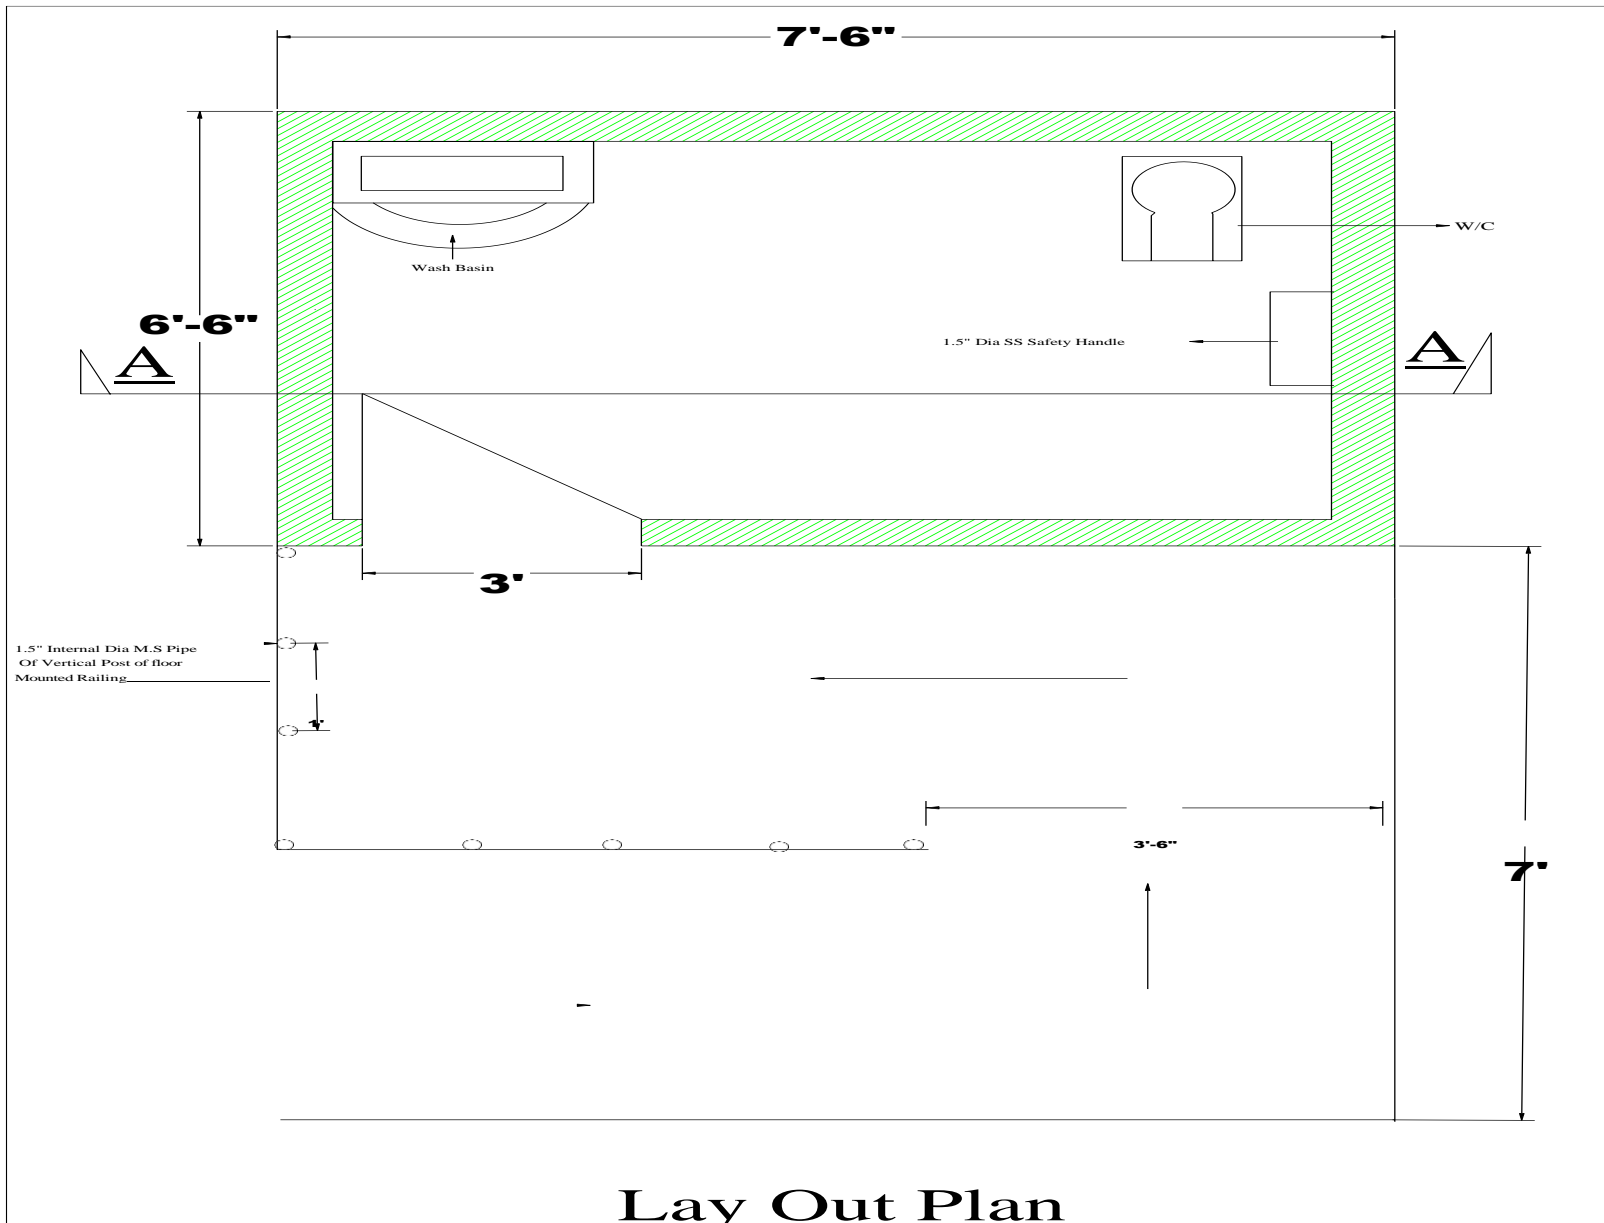 7'-6"
Wash Basin
W/C
6'-6"
1.5" Dia SS Safety Handle
A
A
3'
1.5" Internal Dia M.S Pipe
Of Vertical Post of floor
Mounted Railing
1'
3'-6"
7'
Lay Out Plan